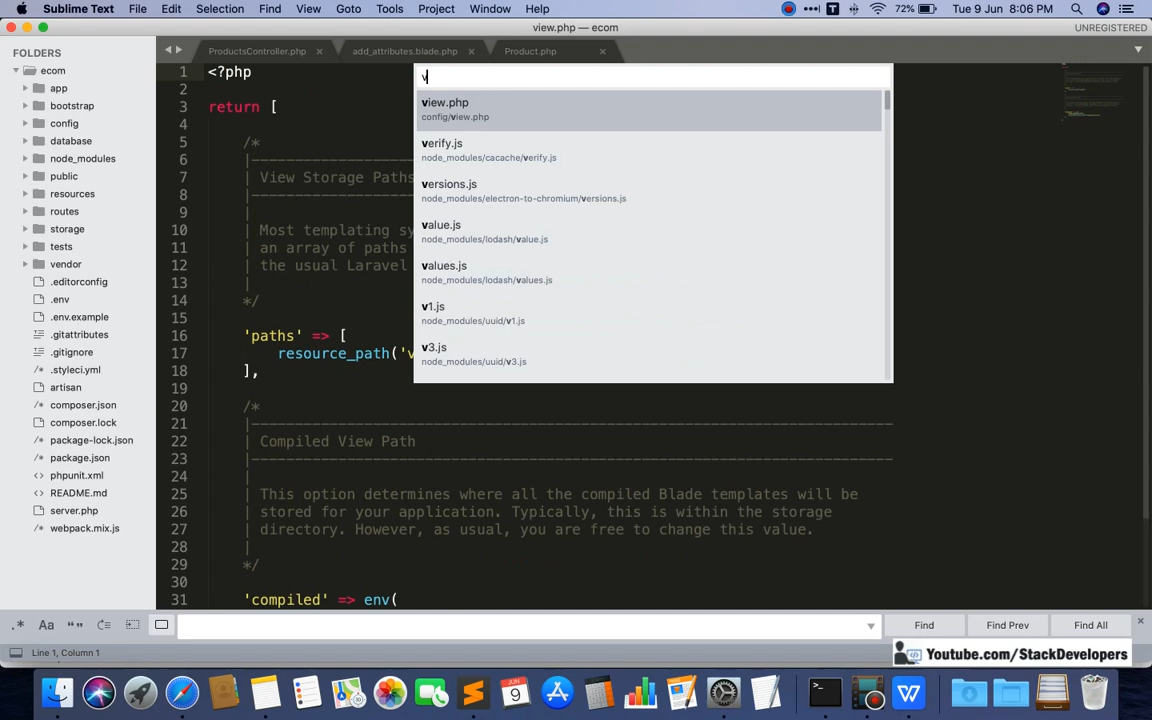 Sublime Text File Edit Selection Find View Goto Tools Project Window Help 72% Tue 9 Jun 8:06 PM
view.php — ecom UNREGISTERED
FOLDERS
ecom
app
bootstrap
config
database
node_modules
public
resources
routes
storage
tests
vendor
.editorconfig
.env
.env.example
.gitattributes
.gitignore
.styleci.yml
artisan
composer.json
composer.lock
package-lock.json
package.json
phpunit.xml
README.md
server.php
webpack.mix.js
ProductsController.php × add_attributes.blade.php × Product.php ×
v
view.php
config/view.php
verify.js
node_modules/cacache/verify.js
versions.js
node_modules/electron-to-chromium/versions.js
value.js
node_modules/lodash/value.js
values.js
node_modules/lodash/values.js
v1.js
node_modules/uuid/v1.js
v3.js
node_modules/uuid/v3.js
1 <?php
2
3 return [
4
5 /*
6 |--------------------
7 | View Storage Paths
8 |--------------------
9 |
10 | Most templating sy
11 | an array of paths
12 | the usual Laravel
13 |
14 */
15
16 'paths' => [
17 resource_path('v
18 ],
19
20 /*
21 |--------------------------------------------------------------------------
22 | Compiled View Path
23 |--------------------------------------------------------------------------
24 |
25 | This option determines where all the compiled Blade templates will be
26 | stored for your application. Typically, this is within the storage
27 | directory. However, as usual, you are free to change this value.
28 |
29 */
30
31 'compiled' => env(
.* Aa “” Find Find Prev Find All
Line 1, Column 1
Youtube.com/StackDevelopers